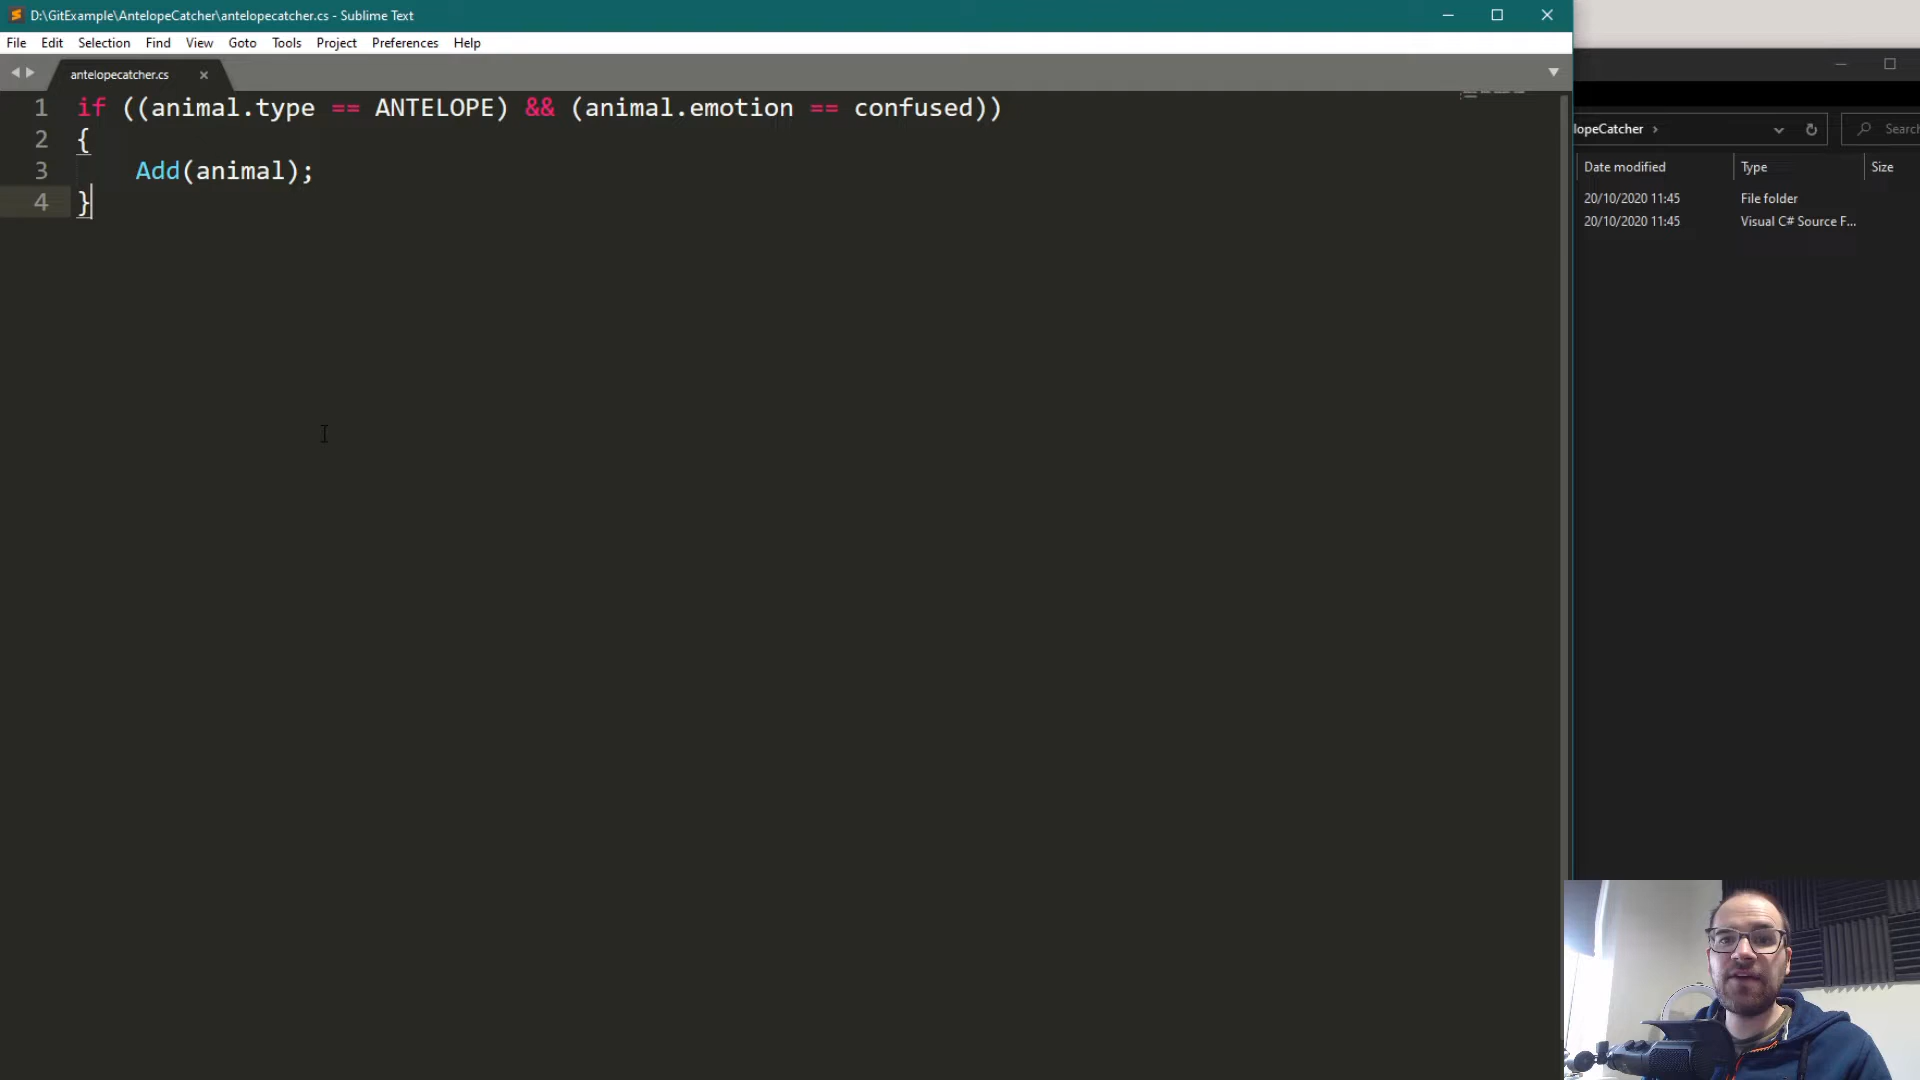 D:\GitExample\AntelopeCatcher\antelopecatcher.cs - Sublime Text
File Edit Selection Find View Goto Tools Project Preferences Help
antelopecatcher.cs
1 if ((animal.type == ANTELOPE) && (animal.emotion == confused))
2 {
3 Add(animal);
4 }
lopeCatcher
Search
Date modified Type Size
20/10/2020 11:45 File folder
20/10/2020 11:45 Visual C# Source F...